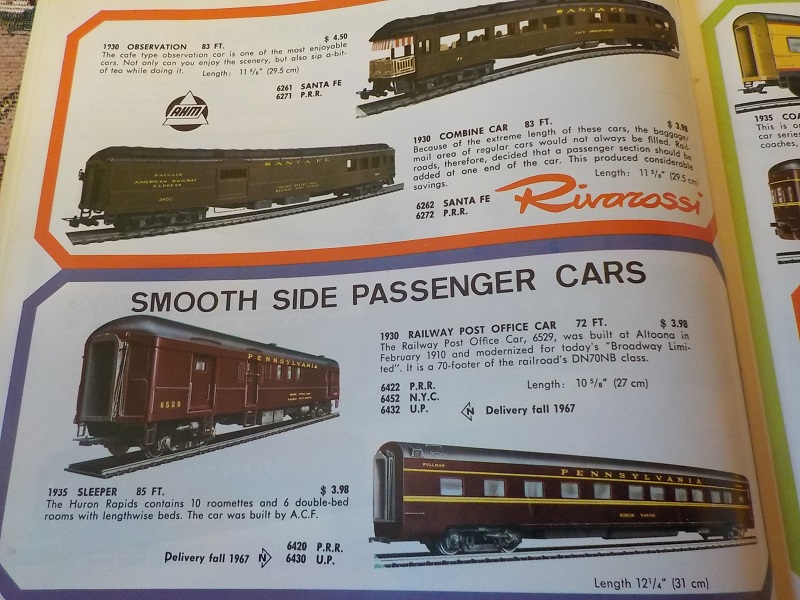 1930 OBSERVATION 83 FT. $ 4.50
The cafe type observation car is one of the most enjoyable
cars. Not only can you enjoy the scenery, but also sip a-bit-
of tea while doing it. Length: 11 5/8" (29.5 cm)
6261 SANTA FE
6271 P.R.R.
AHM
SANTA FE
CAFE OBSERVATION
1930 COMBINE CAR 83 FT. $ 3.98
Because of the extreme length of these cars, the baggage/
mail area of regular cars would not always be filled. Rail-
roads, therefore, decided that a passenger section should be
added at one end of the car. This produced considerable
savings.
Length: 11 5/8" (29.5 cm)
6262 SANTA FE
6272 P.R.R.
Rivarossi
SANTA FE
BAGGAGE
AMERICAN RAILWAY
EXPRESS
2602
SMOOTH SIDE PASSENGER CARS
PENNSYLVANIA
6529
1930 RAILWAY POST OFFICE CAR 72 FT. $ 3.98
The Railway Post Office Car, 6529, was built at Altoona in
February 1910 and modernized for today's "Broadway Limi-
ted". It is a 70-footer of the railroad's DN70NB class.
6422 P.R.R.
6452 N.Y.C.
6432 U.P.
Length: 10 5/8" (27 cm)
N Delivery fall 1967
1935 SLEEPER 85 FT. $ 3.98
The Huron Rapids contains 10 roomettes and 6 double-bed
rooms with lengthwise beds. The car was built by A.C.F.
6420 P.R.R.
6430 U.P.
Delivery fall 1967 N
PULLMAN
PENNSYLVANIA
HURON RAPIDS
Length 12 1/4" (31 cm)
1935 COA
This is on
car series
coaches,